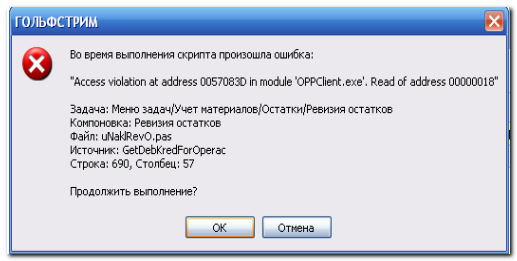 ГОЛЬФСТРИМ
Во время выполнения скрипта произошла ошибка:
"Access violation at address 0057083D in module 'OPPClient.exe'. Read of address 00000018"
Задача: Меню задач/Учет материалов/Остатки/Ревизия остатков
Компоновка: Ревизия остатков
Файл: uNaklRevO.pas
Источник: GetDebKredForOperac
Строка: 690, Столбец: 57
Продолжить выполнение?
OK
Отмена